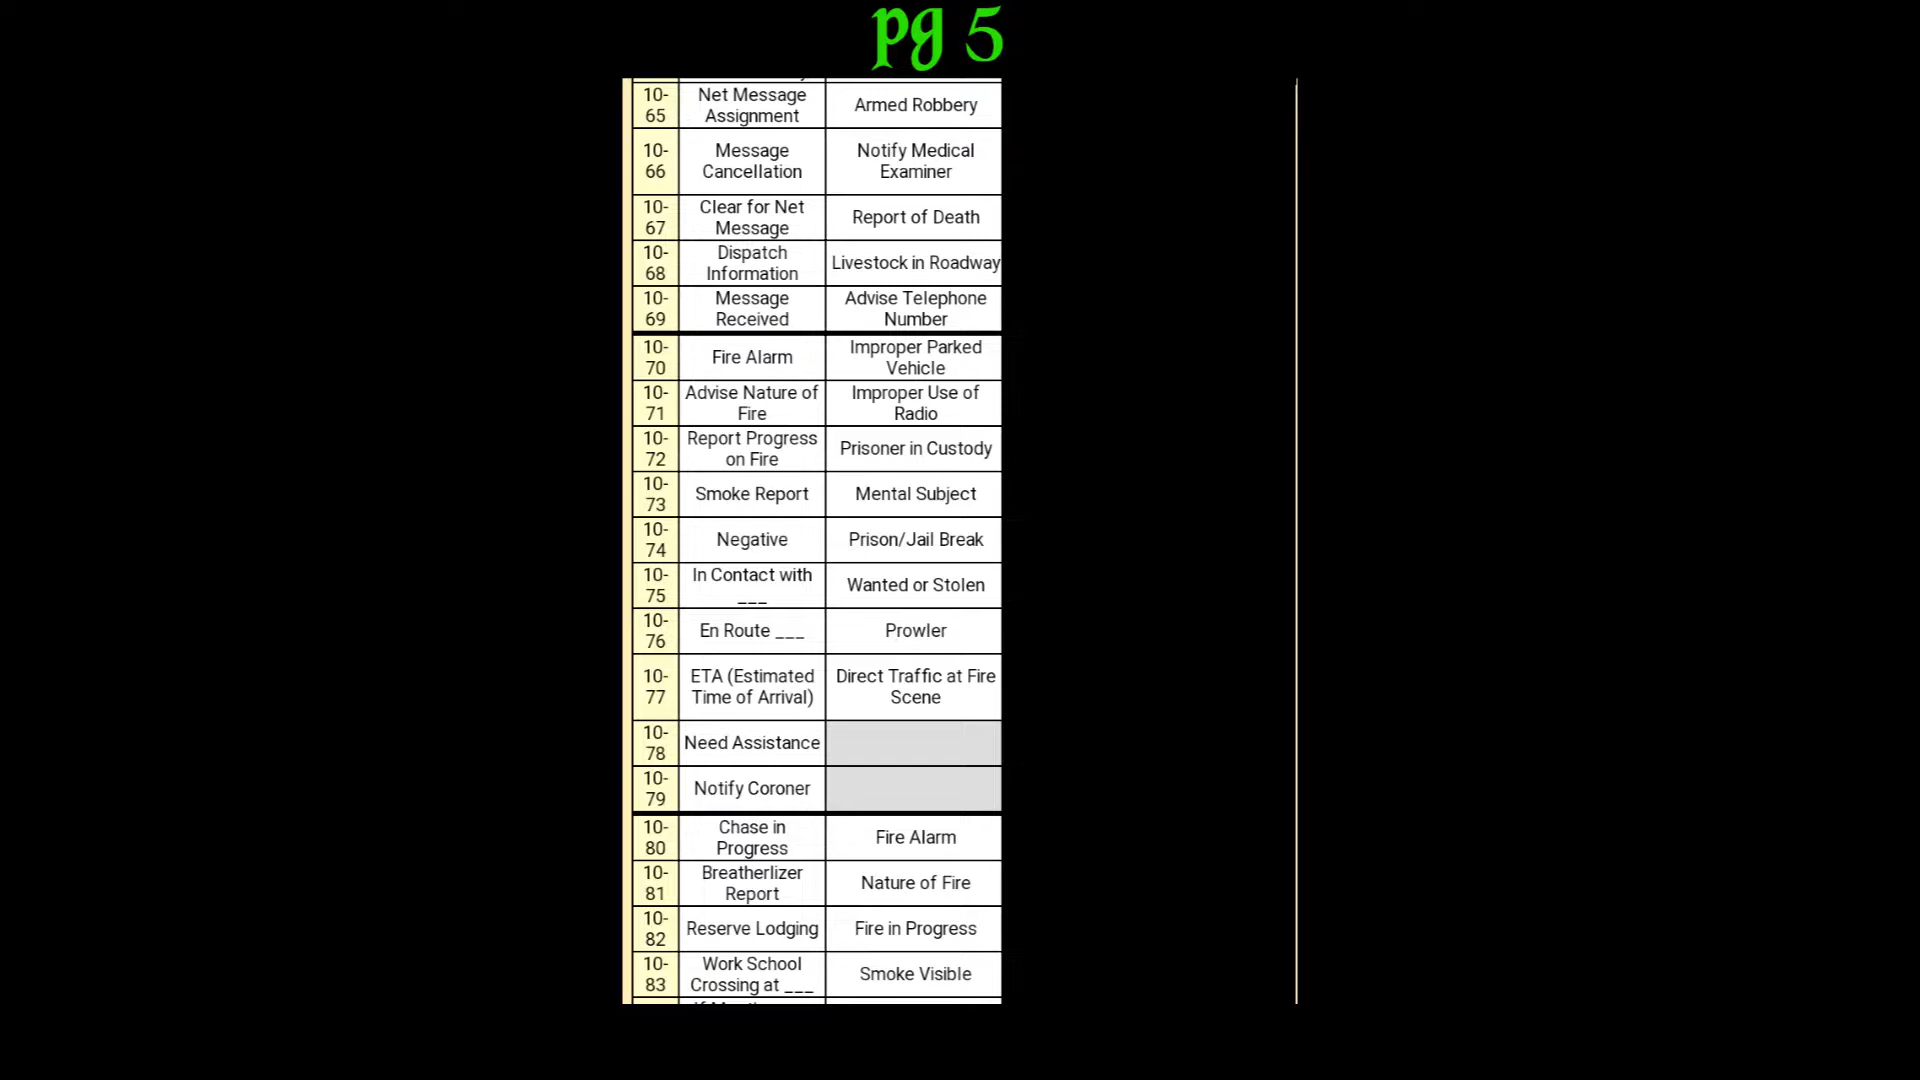 pg 5
10-
65
Net Message
Assignment
Armed Robbery
10-
66
Message
Cancellation
Notify Medical
Examiner
10-
67
Clear for Net
Message
Report of Death
10-
68
Dispatch
Information
Livestock in Roadway
10-
69
Message
Received
Advise Telephone
Number
10-
70
Fire Alarm
Improper Parked
Vehicle
10-
71
Advise Nature of
Fire
Improper Use of
Radio
10-
72
Report Progress
on Fire
Prisoner in Custody
10-
73
Smoke Report
Mental Subject
10-
74
Negative
Prison/Jail Break
10-
75
In Contact with
___
Wanted or Stolen
10-
76
En Route ___
Prowler
10-
77
ETA (Estimated
Time of Arrival)
Direct Traffic at Fire
Scene
10-
78
Need Assistance
10-
79
Notify Coroner
10-
80
Chase in
Progress
Fire Alarm
10-
81
Breatherlizer
Report
Nature of Fire
10-
82
Reserve Lodging
Fire in Progress
10-
83
Work School
Crossing at ___
Smoke Visible